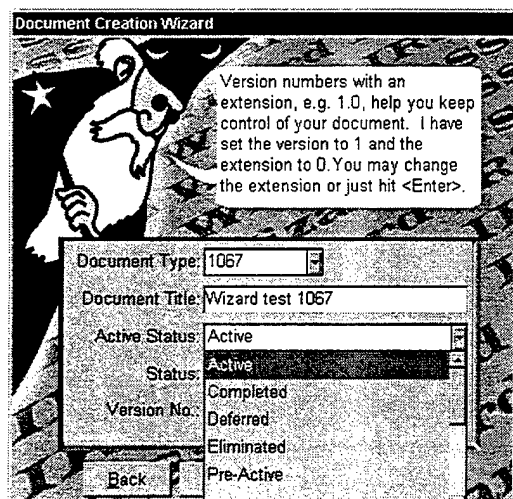 Document Creation Wizard
Version numbers with an
extension, e.g. 1.0, help you keep
control of your document. I have
set the version to 1 and the
extension to 0. You may change
the extension or just hit <Enter>.
Document Type: 1067
Document Title: Wizard test 1067
Active Status: Active
Status: Active
Completed
Version No.: Deferred
Eliminated
Back Pre-Active